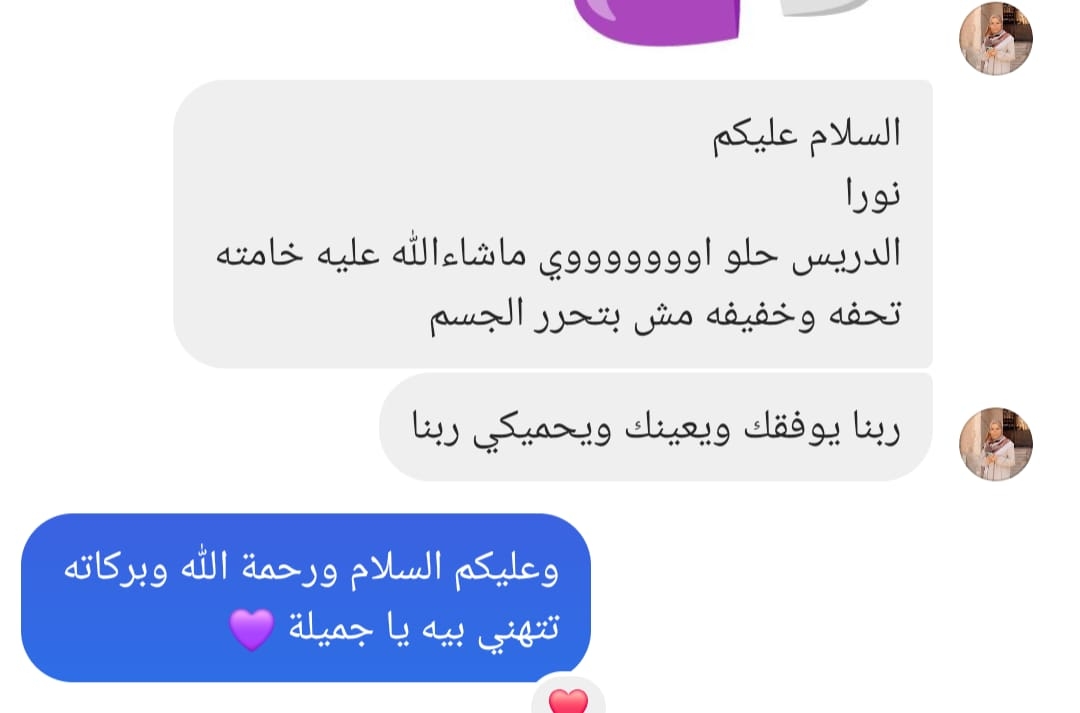 السلام عليكم
نورا
الدريس حلو اوووووووي ماشاءالله عليه خامته
تحفه وخفيفه مش بتحرر الجسم
ربنا يوفقك ويعينك ويحميكي ربنا
وعليكم السلام ورحمة الله وبركاته
تتهني بيه يا جميلة 💜